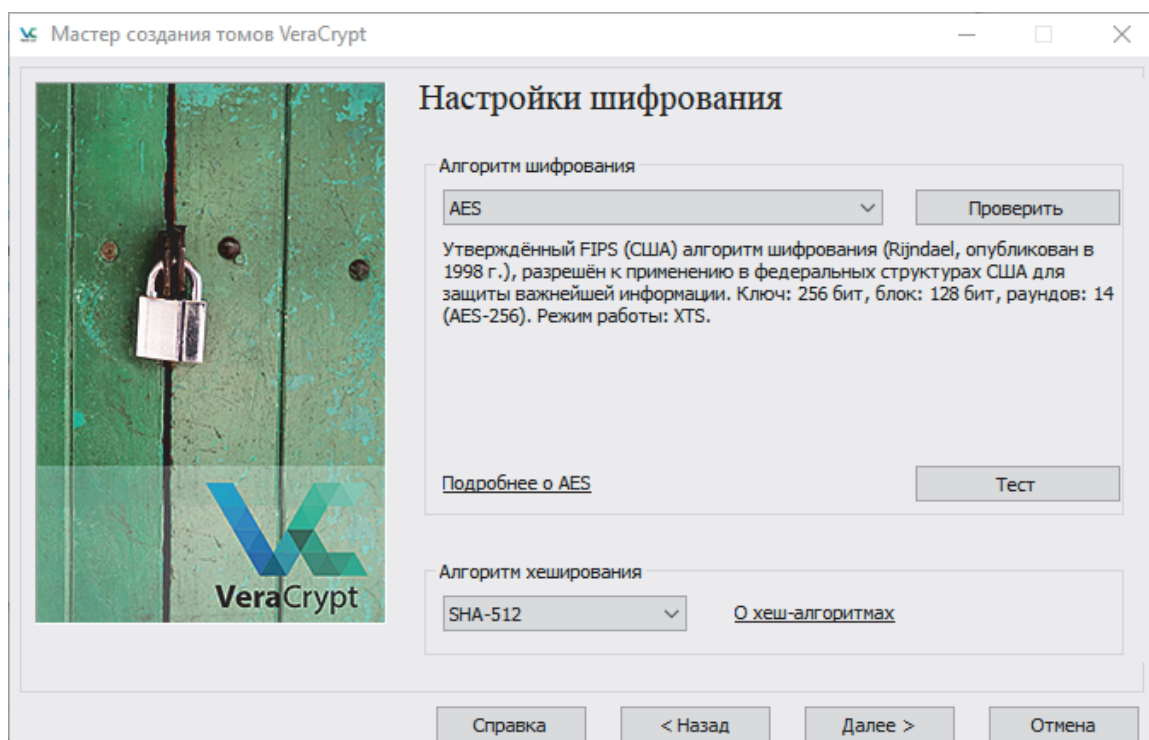 Мастер создания томов VeraCrypt
Настройки шифрования
Алгоритм шифрования
AES
Проверить
Утверждённый FIPS (США) алгоритм шифрования (Rijndael, опубликован в
1998 г.), разрешён к применению в федеральных структурах США для
защиты важнейшей информации. Ключ: 256 бит, блок: 128 бит, раундов: 14
(AES-256). Режим работы: XTS.
Подробнее о AES
Тест
VeraCrypt
Алгоритм хеширования
SHA-512
О хеш-алгоритмах
Справка
< Назад
Далее >
Отмена